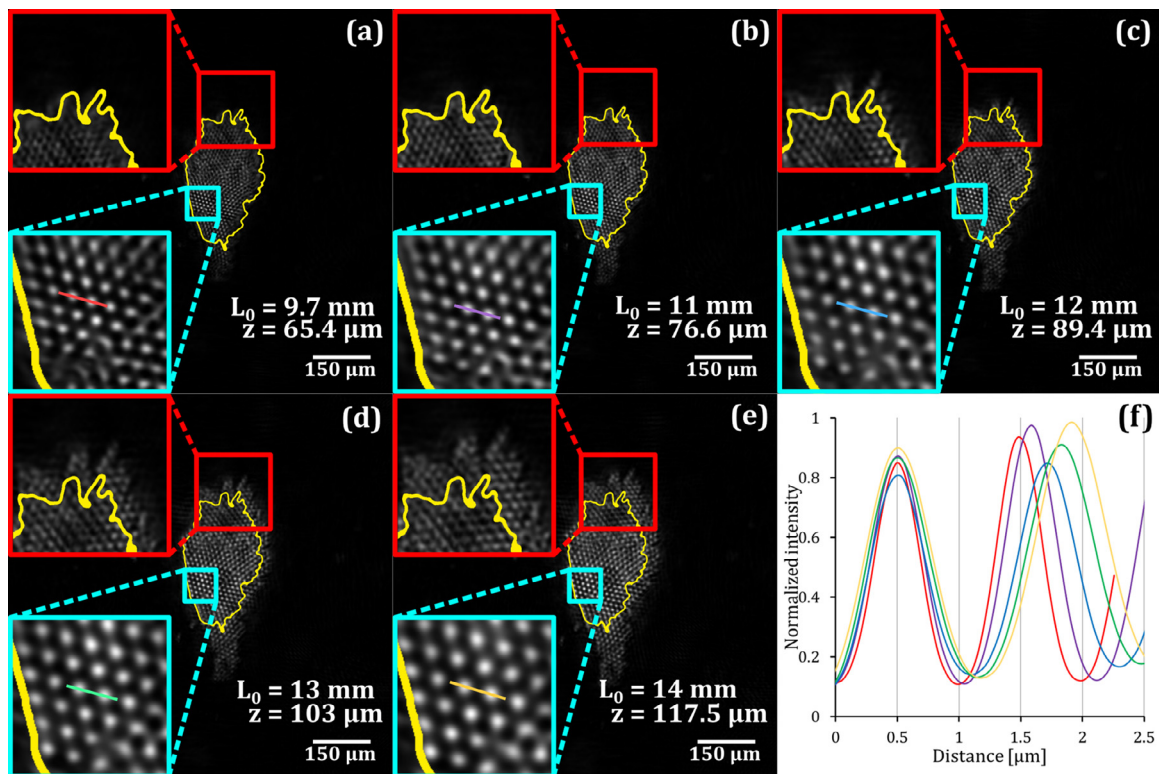 (a)
L₀ = 9.7 mm
z = 65.4 µm
150 µm
(b)
L₀ = 11 mm
z = 76.6 µm
150 µm
(c)
L₀ = 12 mm
z = 89.4 µm
150 µm
(d)
L₀ = 13 mm
z = 103 µm
150 µm
(e)
L₀ = 14 mm
z = 117.5 µm
150 µm
(f)
Normalized intensity
1
0.8
0.6
0.4
0.2
0
0 0.5 1 1.5 2 2.5
Distance [µm]